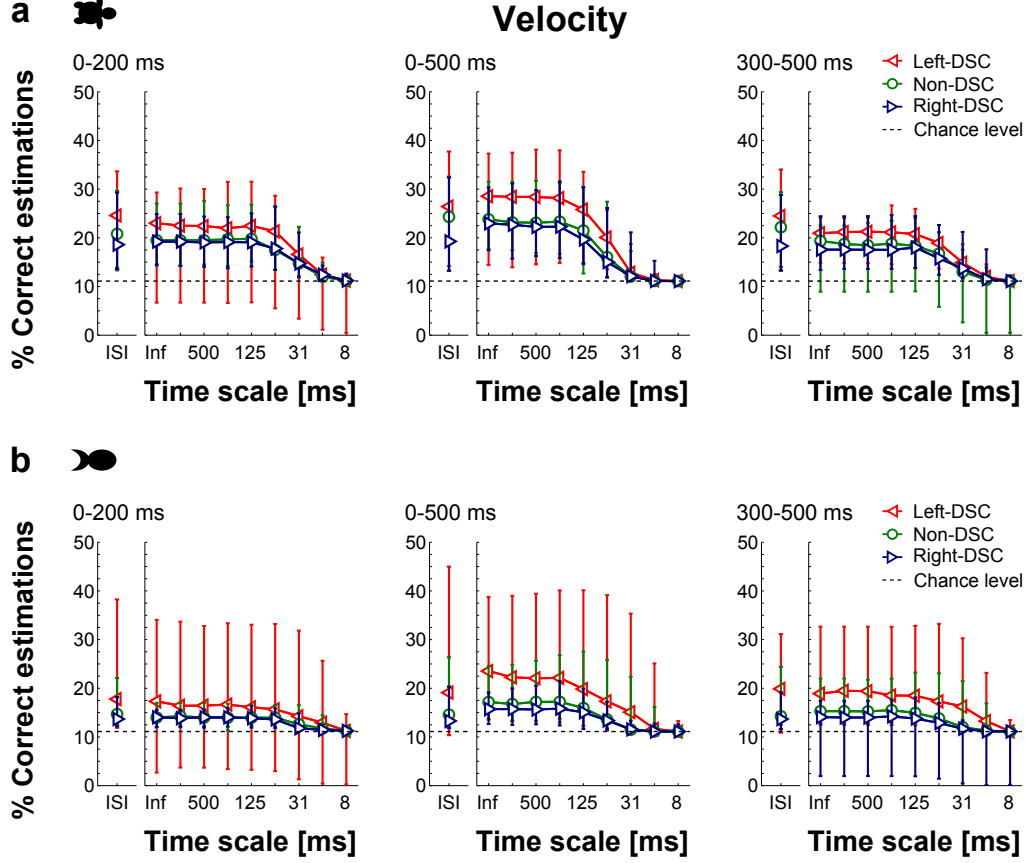 a
Velocity
0-200 ms
0-500 ms
300-500 ms
Left-DSC
Non-DSC
Right-DSC
Chance level
% Correct estimations
50
40
30
20
10
0
ISI Inf 500 125 31 8
50
40
30
20
10
0
ISI Inf 500 125 31 8
50
40
30
20
10
0
ISI Inf 500 125 31 8
Time scale [ms]
Time scale [ms]
Time scale [ms]
b
0-200 ms
0-500 ms
300-500 ms
Left-DSC
Non-DSC
Right-DSC
Chance level
% Correct estimations
50
40
30
20
10
0
ISI Inf 500 125 31 8
50
40
30
20
10
0
ISI Inf 500 125 31 8
50
40
30
20
10
0
ISI Inf 500 125 31 8
Time scale [ms]
Time scale [ms]
Time scale [ms]